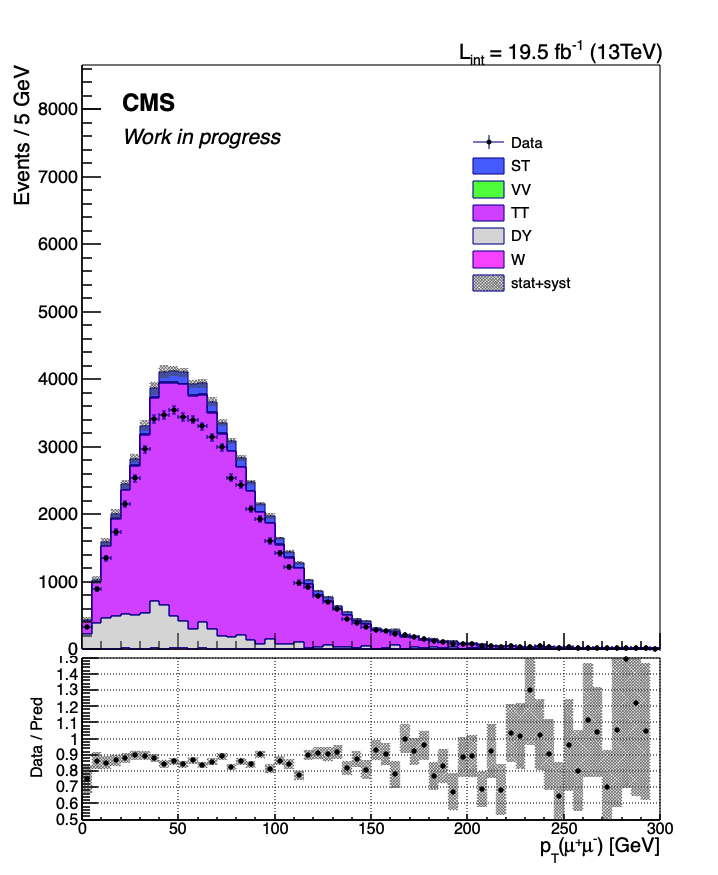 L_int = 19.5 fb⁻¹ (13TeV)
Events / 5 GeV
CMS
Work in progress
8000
7000
6000
5000
4000
3000
2000
1000
0
Data
ST
VV
TT
DY
W
stat+syst
Data / Pred
1.5
1.4
1.3
1.2
1.1
1
0.9
0.8
0.7
0.6
0.5
0 50 100 150 200 250 300
p_T(μ⁺μ⁻) [GeV]